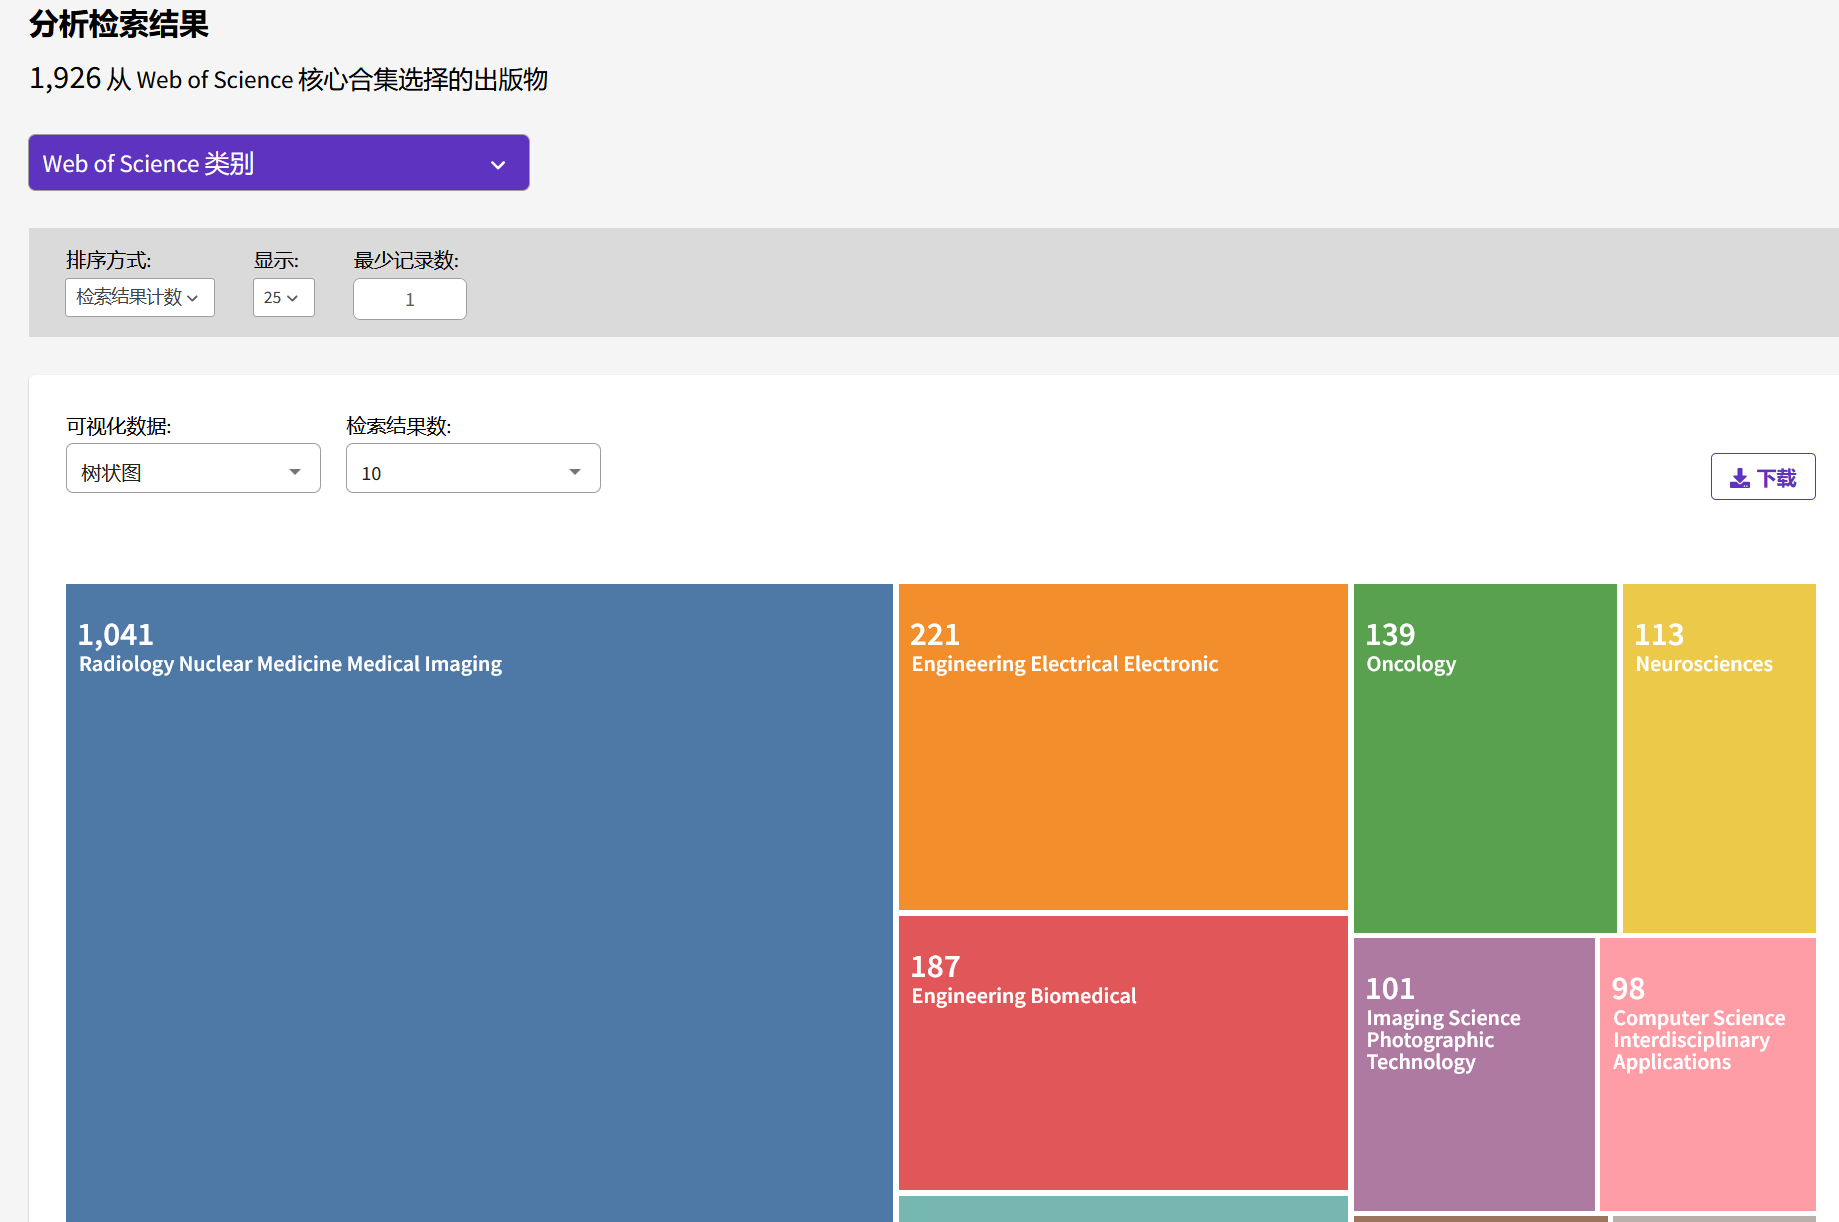 分析检索结果
1,926 从 Web of Science 核心合集选择的出版物
Web of Science 类别
排序方式:
显示:
最少记录数:
检索结果计数
25
1
可视化数据:
检索结果数:
树状图
10
下载
1,041
Radiology Nuclear Medicine Medical Imaging
221
Engineering Electrical Electronic
139
Oncology
113
Neurosciences
187
Engineering Biomedical
101
Imaging Science
Photographic
Technology
98
Computer Science
Interdisciplinary
Applications